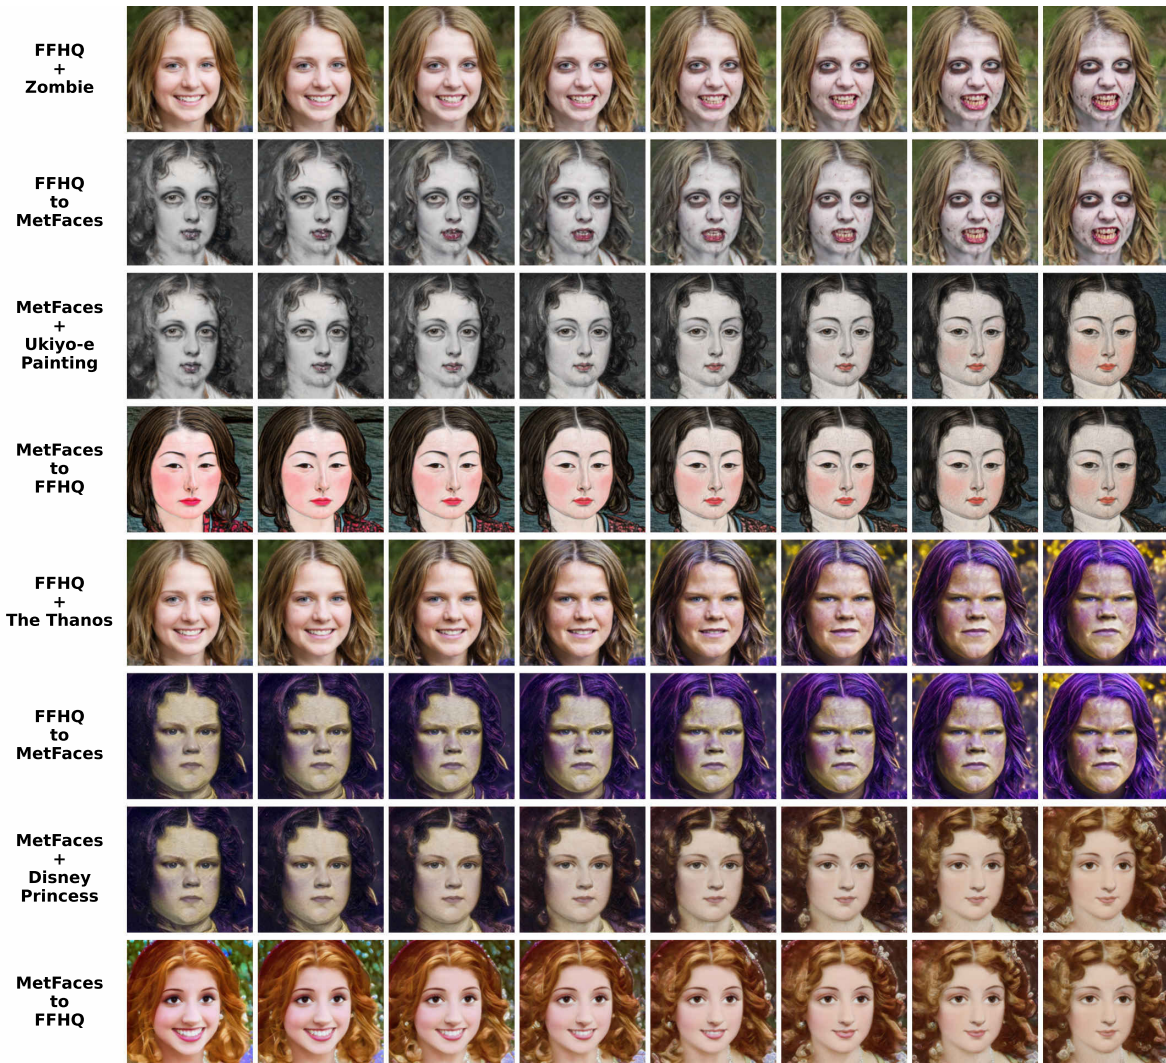 FFHQ
+
Zombie
FFHQ
to
MetFaces
MetFaces
+
Ukiyo-e
Painting
MetFaces
to
FFHQ
FFHQ
+
The Thanos
FFHQ
to
MetFaces
MetFaces
+
Disney
Princess
MetFaces
to
FFHQ